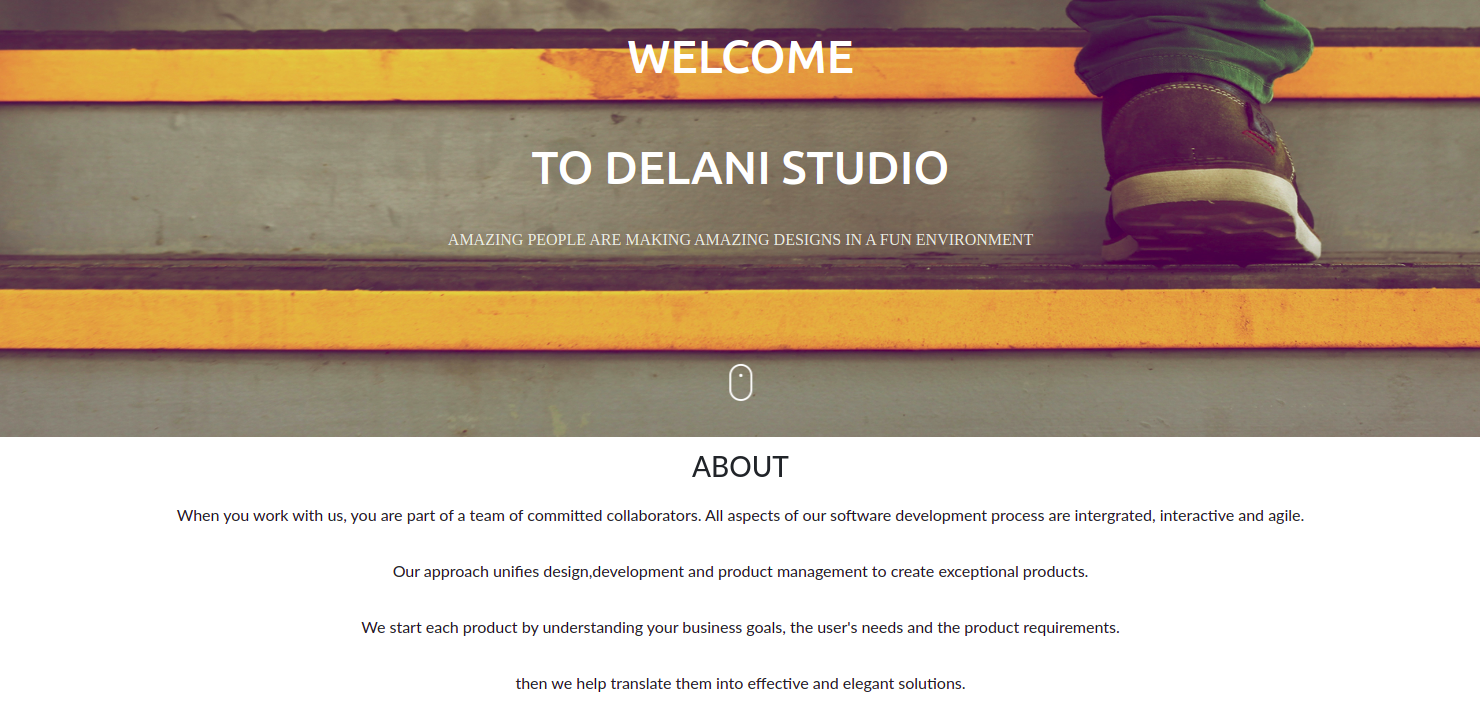 WELCOME
TO DELANI STUDIO
AMAZING PEOPLE ARE MAKING AMAZING DESIGNS IN A FUN ENVIRONMENT
ABOUT
When you work with us, you are part of a team of committed collaborators. All aspects of our software development process are intergrated, interactive and agile.
Our approach unifies design,development and product management to create exceptional products.
We start each product by understanding your business goals, the user's needs and the product requirements.
then we help translate them into effective and elegant solutions.